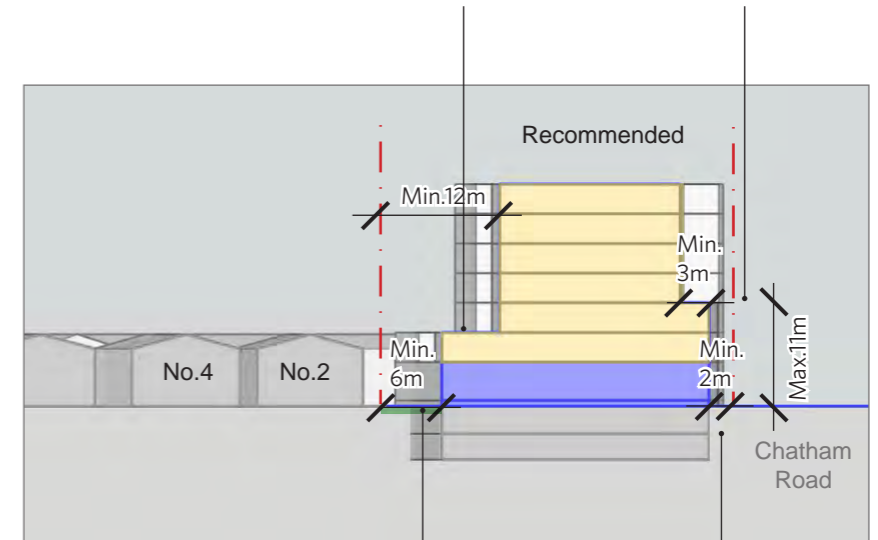 Recommended
Min.12m
Min.
3m
Min.
6m
Min.
2m
Max.11m
No.4
No.2
Chatham
Road